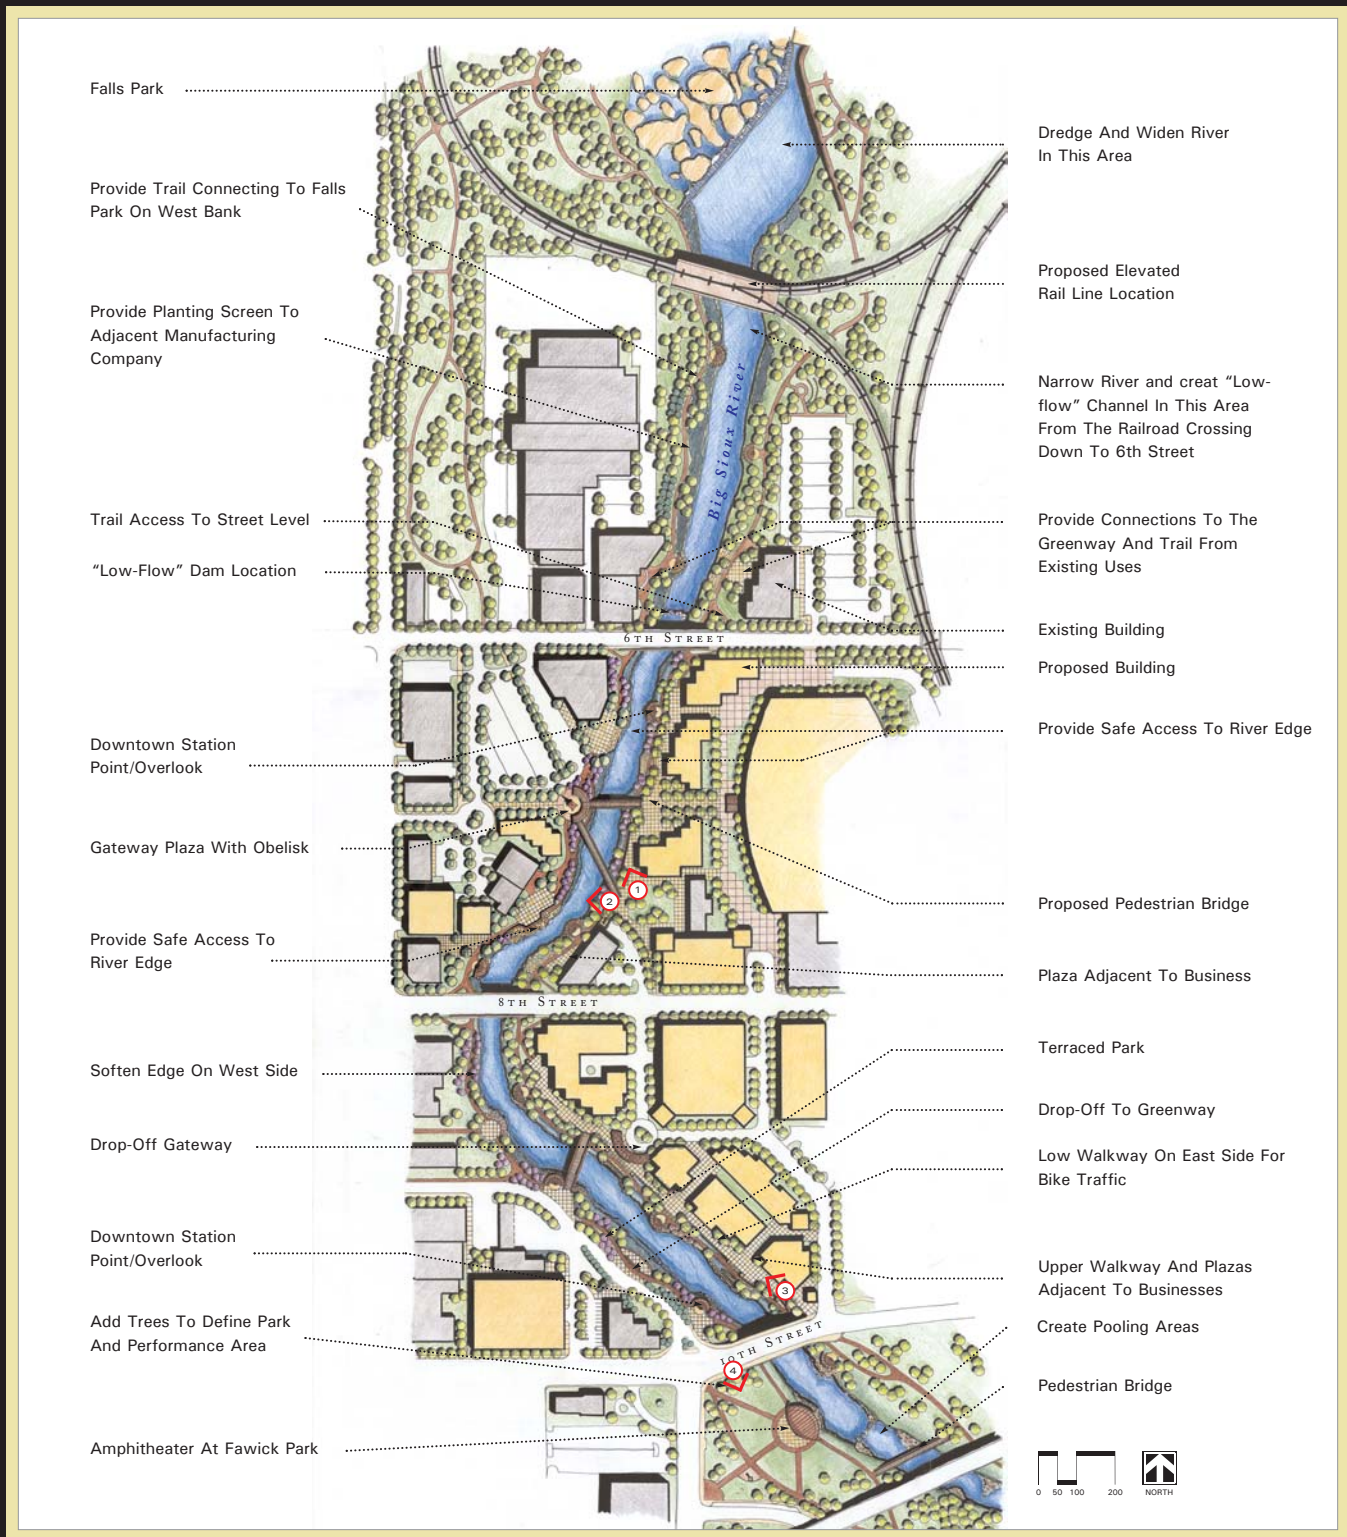 Falls Park
Dredge And Widen River
In This Area
Provide Trail Connecting To Falls
Park On West Bank
Proposed Elevated
Rail Line Location
Provide Planting Screen To
Adjacent Manufacturing
Company
Narrow River and creat “Low-
flow” Channel In This Area
From The Railroad Crossing
Down To 6th Street
Big Sioux River
Trail Access To Street Level
Provide Connections To The
Greenway And Trail From
Existing Uses
“Low-Flow” Dam Location
Existing Building
6TH STREET
Proposed Building
Provide Safe Access To River Edge
Downtown Station
Point/Overlook
Gateway Plaza With Obelisk
1
2
Proposed Pedestrian Bridge
Provide Safe Access To
River Edge
Plaza Adjacent To Business
8TH STREET
Terraced Park
Soften Edge On West Side
Drop-Off To Greenway
Drop-Off Gateway
Low Walkway On East Side For
Bike Traffic
Downtown Station
Point/Overlook
Upper Walkway And Plazas
Adjacent To Businesses
3
Add Trees To Define Park
And Performance Area
Create Pooling Areas
10TH STREET
4
Pedestrian Bridge
Amphitheater At Fawick Park
0 50 100 200
NORTH